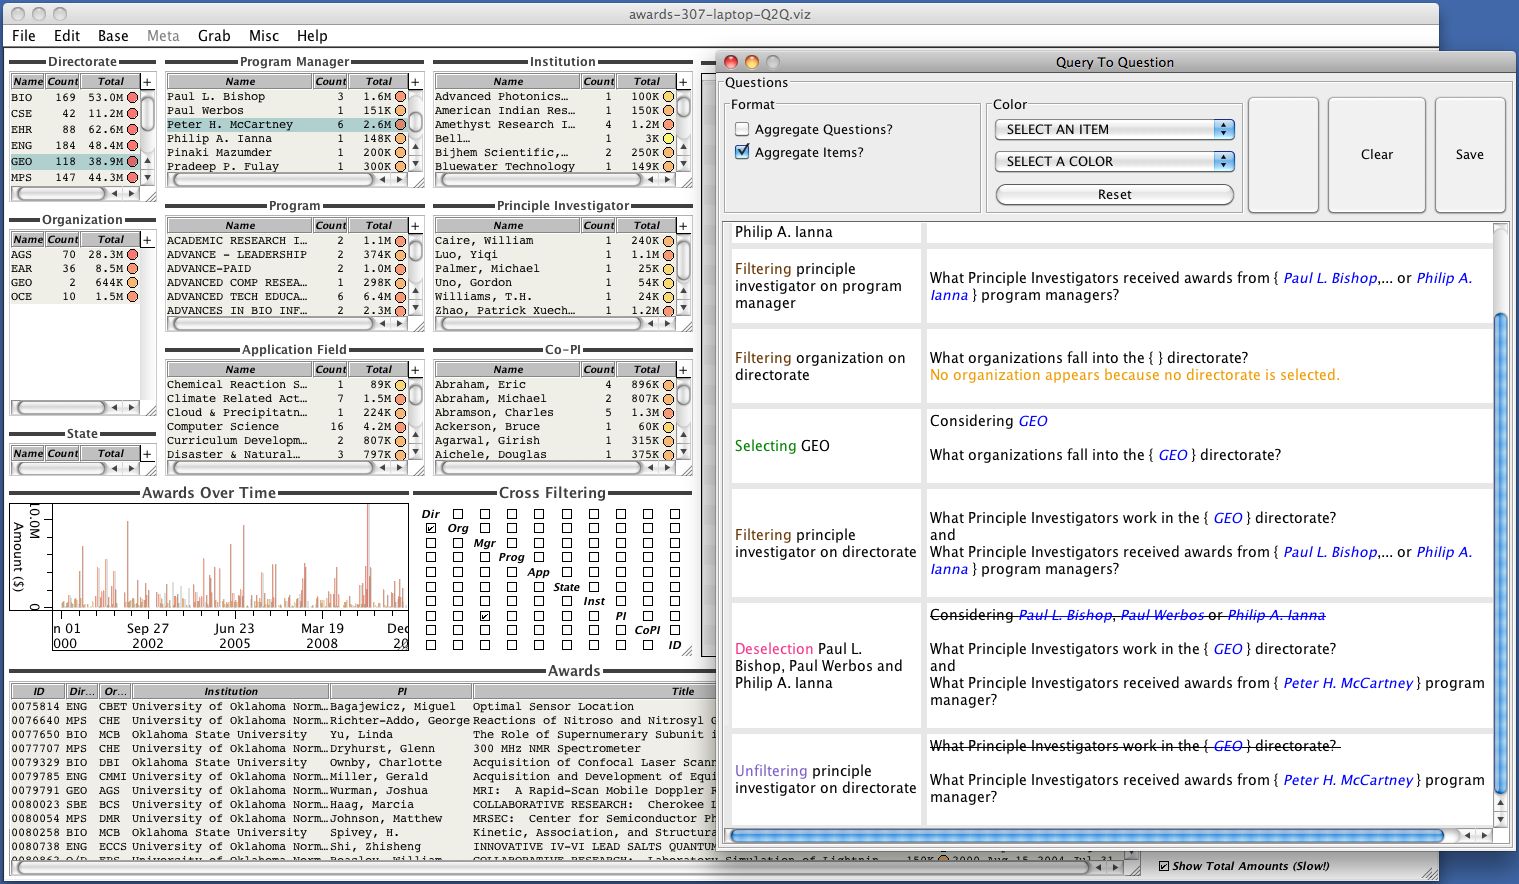 awards-307-laptop-Q2Q.viz
File Edit Base Meta Grab Misc Help
Directorate
Name Count Total +
BIO 169 53.0M
CSE 42 11.2M
EHR 88 62.6M
ENG 184 48.4M
GEO 118 38.9M
MPS 147 44.3M
Program Manager
Name Count Total +
Paul L. Bishop 3 1.6M
Paul Werbos 1 151K
Peter H. McCartney 6 2.6M
Philip A. Ianna 1 148K
Pinaki Mazumder 1 200K
Pradeep P. Fulay 1 300K
Institution
Name Count Total +
Advanced Photonics... 1 100K
American Indian Res... 1 150K
Amethyst Research I... 4 1.2M
Bell... 1 3K
Bijhem Scientific,... 2 250K
Bluewater Technology 1 149K
Organization
Name Count Total +
AGS 70 28.3M
EAR 36 8.5M
GEO 2 644K
OCE 10 1.5M
Program
Name Count Total +
ACADEMIC RESEARCH I... 2 1.1M
ADVANCE - LEADERSHIP 2 374K
ADVANCE-PAID 2 1.0M
ADVANCED COMP RESEA... 1 298K
ADVANCED TECH EDUCA... 6 6.4M
ADVANCES IN BIO INF... 2 2.3M
Principle Investigator
Name Count Total +
Caire, William 1 240K
Luo, Yiqi 1 1.1M
Palmer, Michael 1 25K
Uno, Gordon 1 54K
Williams, T.H. 1 24K
Zhao, Patrick Xuech... 1 1.2M
Application Field
Name Count Total +
Chemical Reaction S... 1 89K
Climate Related Act... 7 1.5M
Cloud & Precipitatn... 1 224K
Computer Science 16 4.2M
Curriculum Developm... 2 807K
Disaster & Natural... 3 797K
Co-PI
Name Count Total +
Abraham, Eric 4 896K
Abraham, Michael 2 807K
Abramson, Charles 5 1.3M
Ackerson, Bruce 1 60K
Agarwal, Girish 1 315K
Aichele, Douglas 1 375K
State
Name Count Total +
Awards Over Time
Amount ($)
0
n 01 Sep 27 Jun 23 Mar 19 Dec
000 2002 2005 2008
Cross Filtering
Dir
Org
Mgr
Prog
App
State
Inst
PI
CoPI
ID
Awards
ID Dir... Or... Institution PI Title
0075814 ENG CBET University of Oklahoma Norm... Bagajewicz, Miguel Optimal Sensor Location
0076640 MPS CHE University of Oklahoma Norm... Richter-Addo, George Reactions of Nitroso and Nitrosyl
0077650 BIO MCB Oklahoma State University Yu, Linda The Role of Supernumerary Subunit
0077707 MPS CHE University of Oklahoma Norm... Dryhurst, Glenn 300 MHz NMR Spectrometer
0079329 BIO DBI Oklahoma State University Ownby, Charlotte Acquisition of Confocal Laser Scan
0079785 ENG CMMI University of Oklahoma Norm... Miller, Gerald Acquisition and Development of Equi
0079791 GEO AGS University of Oklahoma Norm... Wurman, Joshua MRI: A Rapid-Scan Mobile Doppler R
0080023 SBE BCS University of Oklahoma Norm... Haag, Marcia COLLABORATIVE RESEARCH: Cherokee
0080054 MPS DMR University of Oklahoma Norm... Johnson, Matthew MRSEC: Center for Semiconductor Ph
0080258 BIO MCB Oklahoma State University Spivey, H. Kinetic, Association, and Structura
0080738 ENG ECCS University of Oklahoma Norm... Shi, Zhisheng INNOVATIVE IV-VI LEAD SALTS QUANTUM
Show Total Amounts (Slow!)
Query To Question
Questions
Format
Aggregate Questions?
Aggregate Items?
Color
SELECT AN ITEM
SELECT A COLOR
Reset
Clear
Save
Philip A. Ianna
Filtering principle
investigator on program
manager
What Principle Investigators received awards from { Paul L. Bishop,... or Philip A.
Ianna } program managers?
Filtering organization on
directorate
What organizations fall into the { } directorate?
No organization appears because no directorate is selected.
Selecting GEO
Considering GEO
What organizations fall into the { GEO } directorate?
Filtering principle
investigator on directorate
What Principle Investigators work in the { GEO } directorate?
and
What Principle Investigators received awards from { Paul L. Bishop,... or Philip A.
Ianna } program managers?
Deselection Paul L.
Bishop, Paul Werbos and
Philip A. Ianna
Considering Paul L. Bishop, Paul Werbos or Philip A. Ianna
What Principle Investigators work in the { GEO } directorate?
and
What Principle Investigators received awards from { Peter H. McCartney } program
manager?
Unfiltering principle
investigator on directorate
What Principle Investigators work in the { GEO } directorate?
What Principle Investigators received awards from { Peter H. McCartney } program
manager?